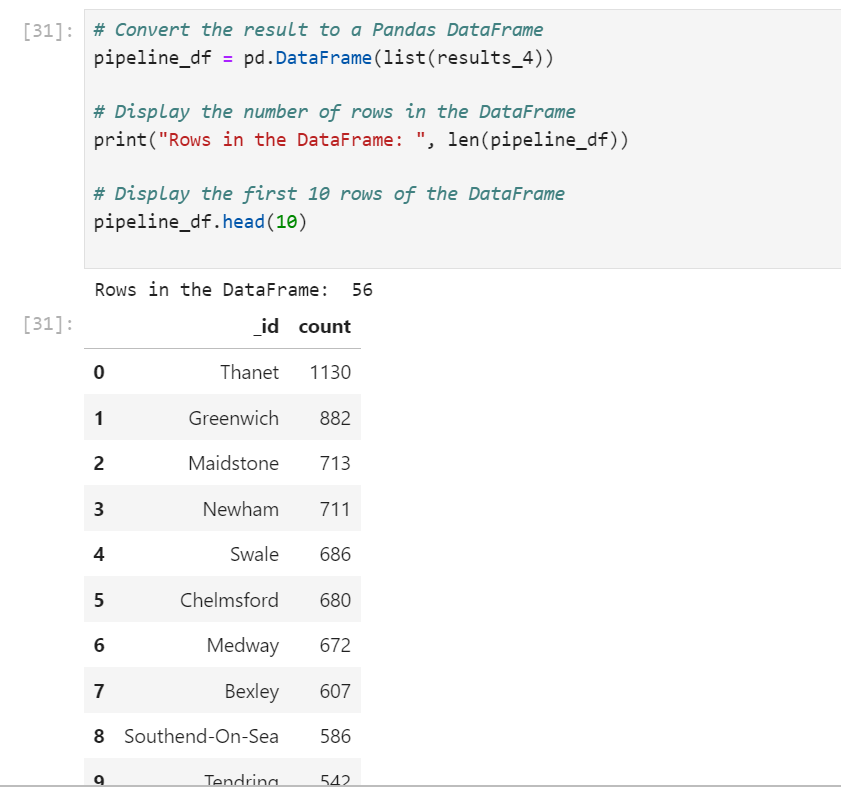 [31]: # Convert the result to a Pandas DataFrame
pipeline_df = pd.DataFrame(list(results_4))
# Display the number of rows in the DataFrame
print("Rows in the DataFrame: ", len(pipeline_df))
# Display the first 10 rows of the DataFrame
pipeline_df.head(10)
Rows in the DataFrame:  56
[31]: _id count
0 Thanet 1130
1 Greenwich 882
2 Maidstone 713
3 Newham 711
4 Swale 686
5 Chelmsford 680
6 Medway 672
7 Bexley 607
8 Southend-On-Sea 586
9 Tendring 542